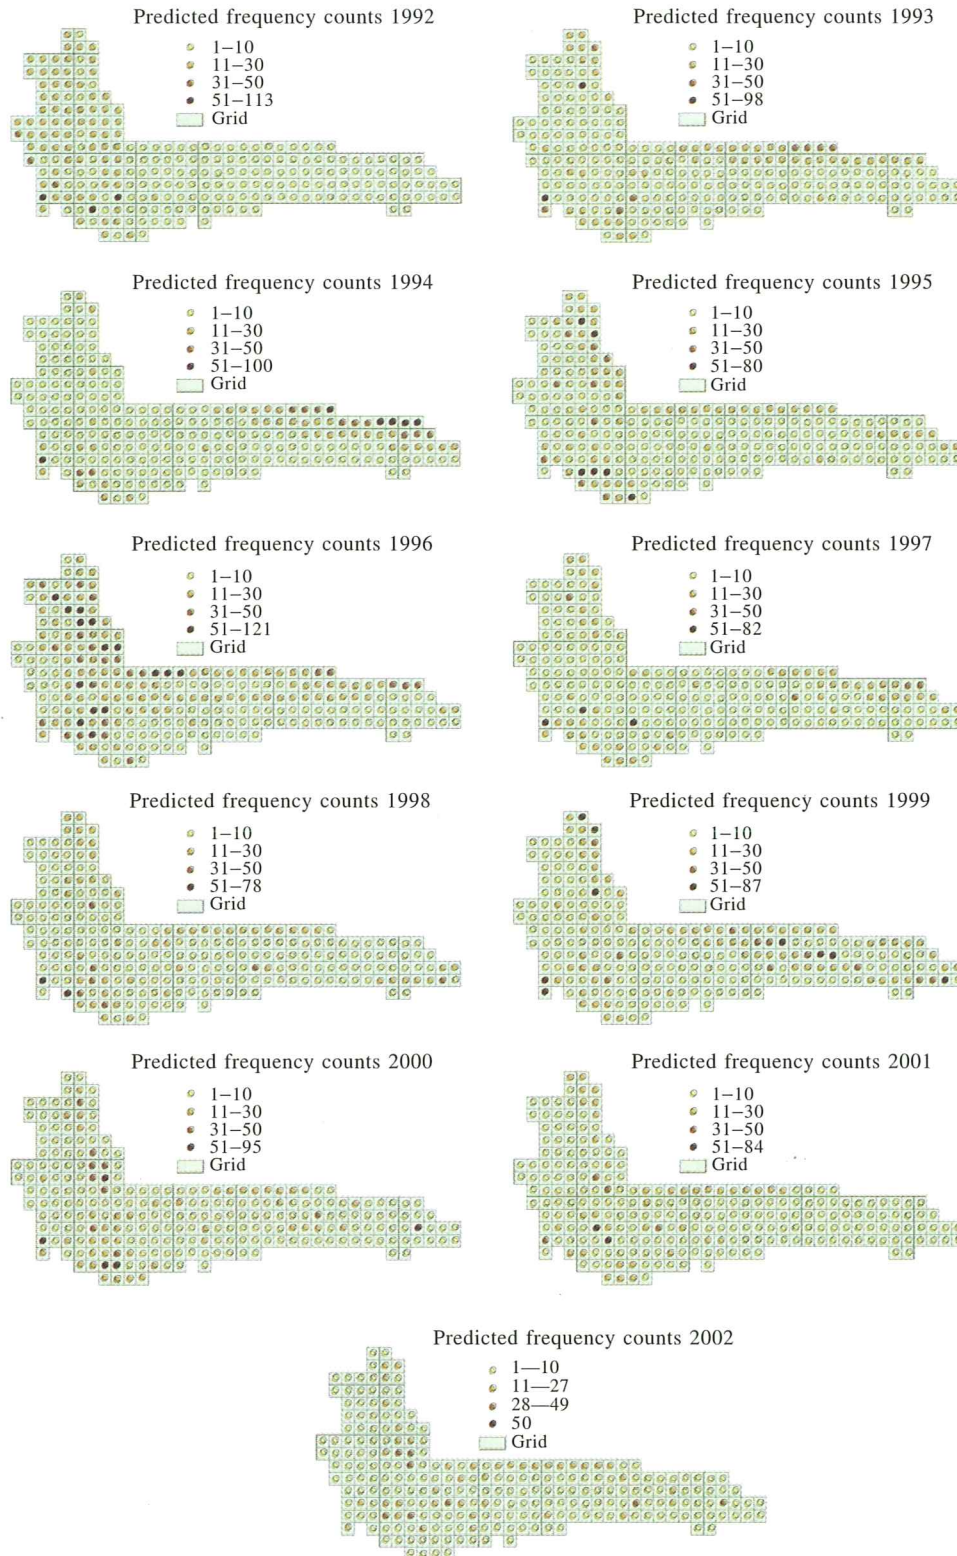 Predicted frequency counts 1992
1–10
11–30
31–50
51–113
Grid
Predicted frequency counts 1993
1–10
11–30
31–50
51–98
Grid
Predicted frequency counts 1994
1–10
11–30
31–50
51–100
Grid
Predicted frequency counts 1995
1–10
11–30
31–50
51–80
Grid
Predicted frequency counts 1996
1–10
11–30
31–50
51–121
Grid
Predicted frequency counts 1997
1–10
11–30
31–50
51–82
Grid
Predicted frequency counts 1998
1–10
11–30
31–50
51–78
Grid
Predicted frequency counts 1999
1–10
11–30
31–50
51–87
Grid
Predicted frequency counts 2000
1–10
11–30
31–50
51–95
Grid
Predicted frequency counts 2001
1–10
11–30
31–50
51–84
Grid
Predicted frequency counts 2002
1—10
11—27
28—49
50
Grid